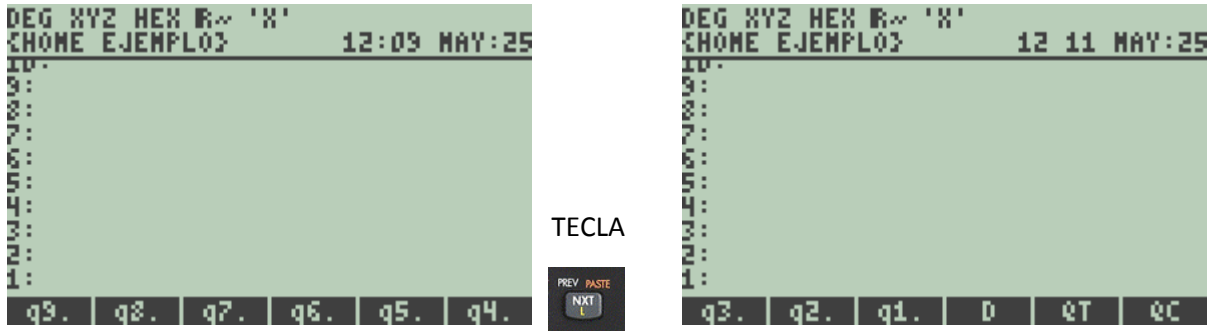 DEG XYZ HEX R~ 'X'
{HOME EJEMPLO} 12:09 MAY:25
10:
9:
8:
7:
6:
5:
4:
3:
2:
1:
q9. q8. q7. q6. q5. q4.
TECLA
PREV PASTE
NXT
L
DEG XYZ HEX R~ 'X'
{HOME EJEMPLO} 12 11 MAY:25
10:
9:
8:
7:
6:
5:
4:
3:
2:
1:
q3. q2. q1. D QT QC